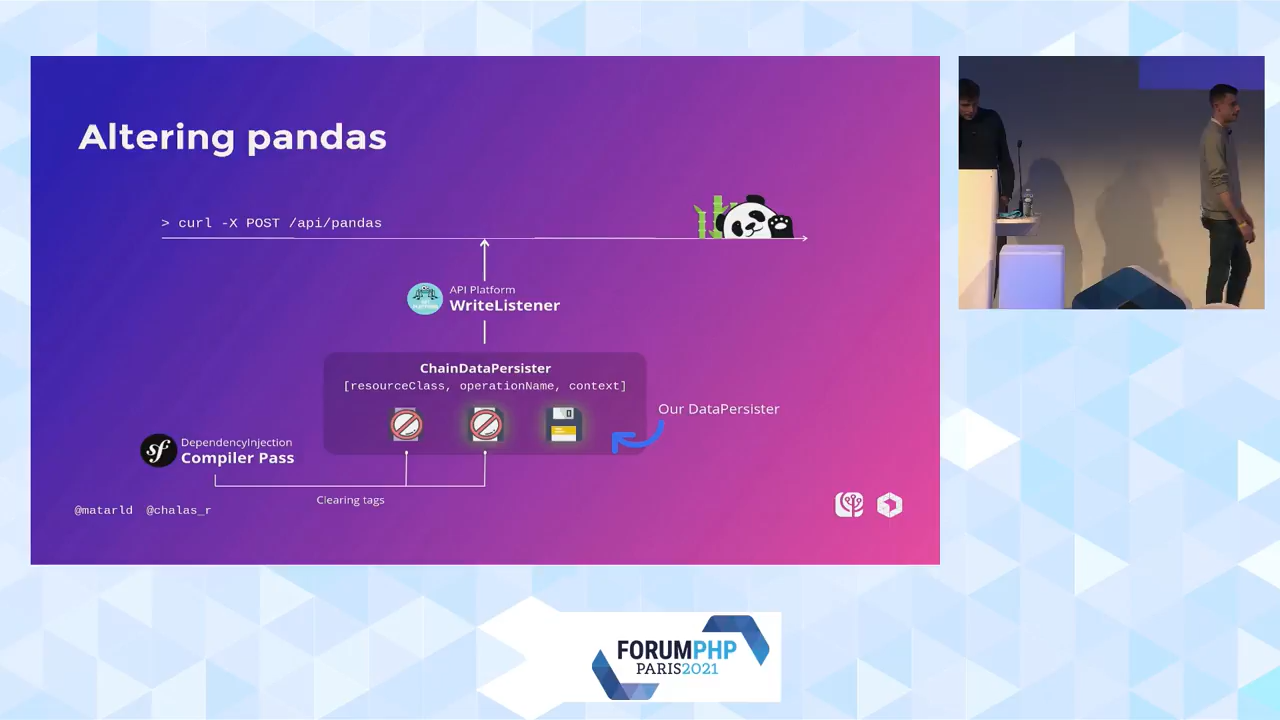 Altering pandas
> curl -X POST /api/pandas
API Platform
WriteListener
ChainDataPersister
[resourceClass, operationName, context]
Our DataPersister
sf
DependencyInjection
Compiler Pass
Clearing tags
@matarld @chalas_r
FORUMPHP
PARIS2021